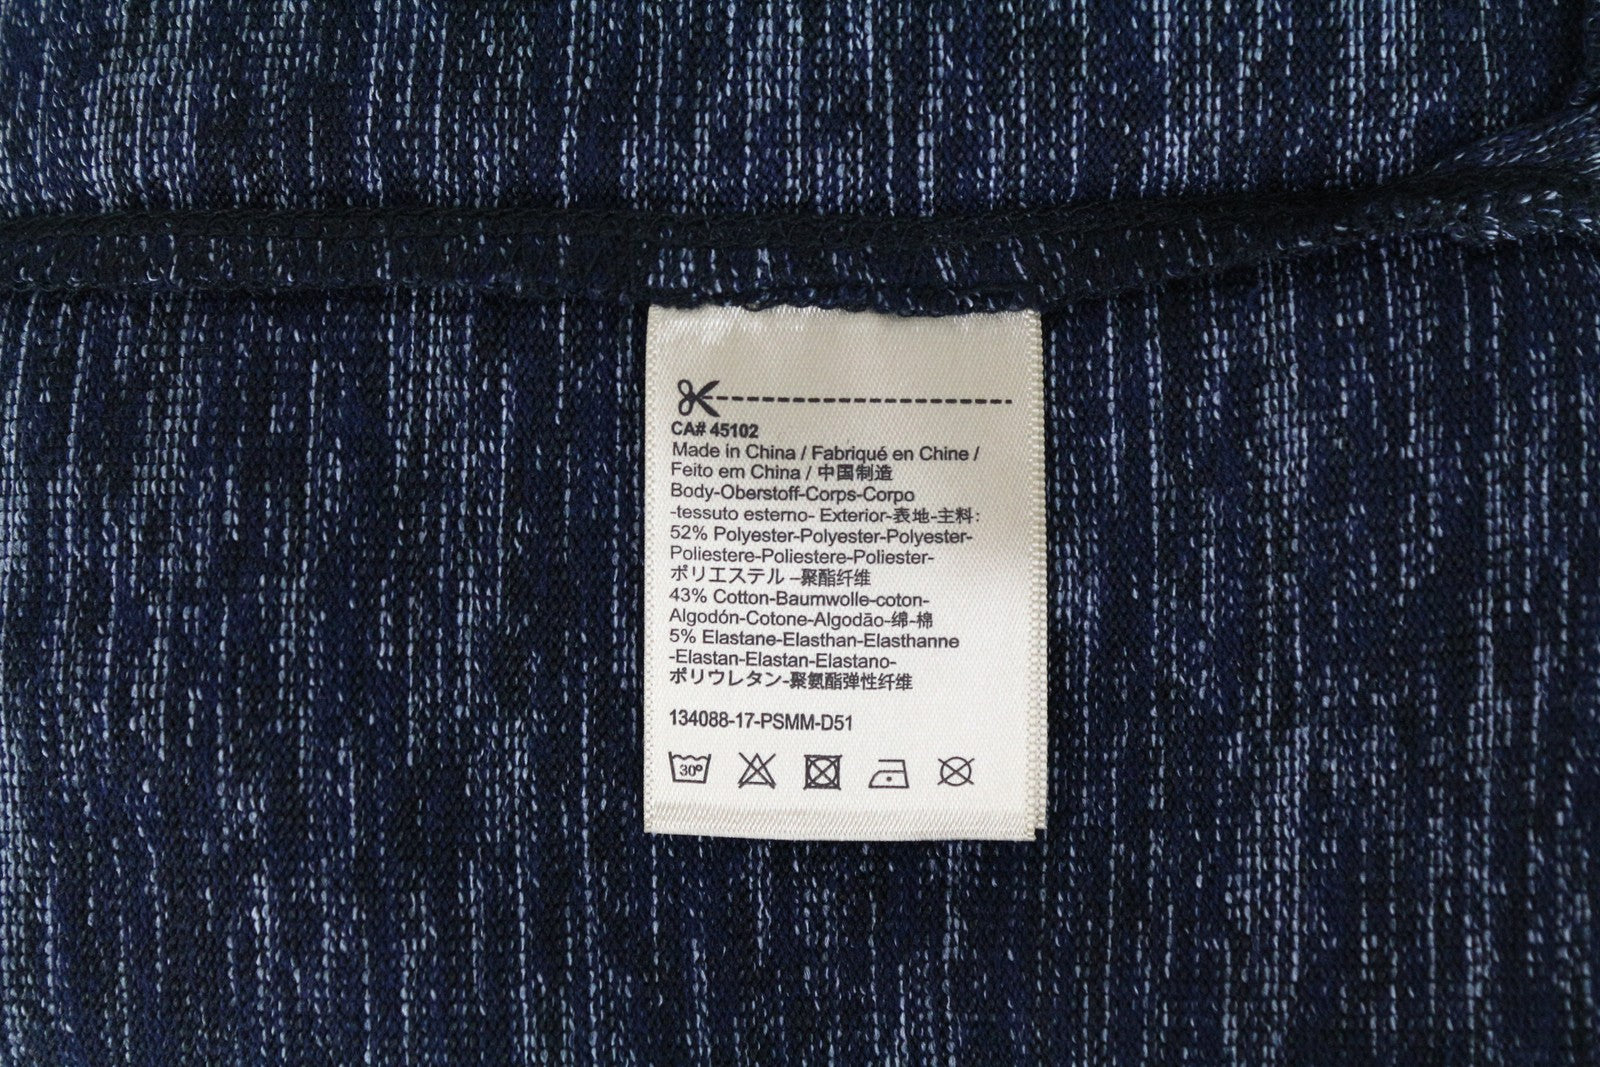 CA# 45102
Made in China / Fabriqué en Chine /
Feito em China / 中国制造
Body-Oberstoff-Corps-Corpo
-tessuto esterno- Exterior-表地-主料:
52% Polyester-Polyester-Polyester-
Poliestere-Poliestere-Poliester-
ポリエステル –聚酯纤维
43% Cotton-Baumwolle-coton-
Algodón-Cotone-Algodão-绵-棉
5% Elastane-Elasthan-Elasthanne
-Elastan-Elastan-Elastano-
ポリウレタン-聚氨酯弹性纤维
134088-17-PSMM-D51
30º